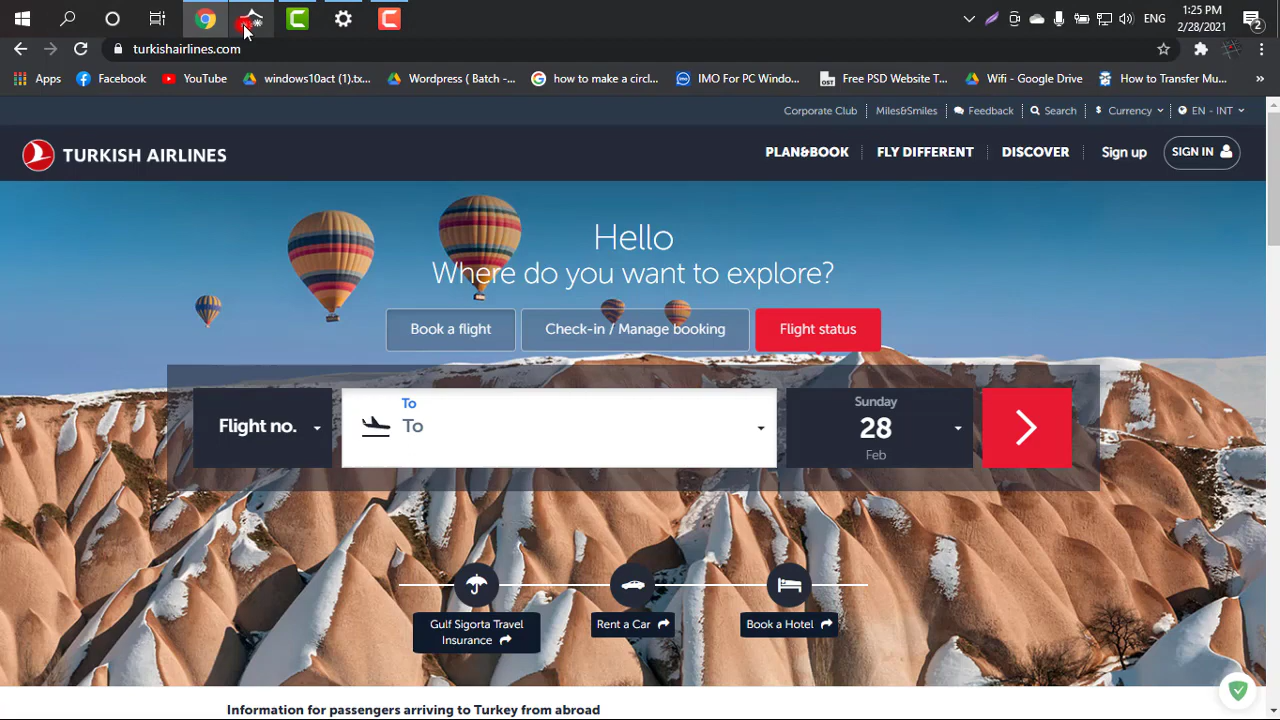 ENG
1:25 PM
2/28/2021
2
turkishairlines.com
Apps
Facebook
YouTube
windows10act (1).tx...
Wordpress ( Batch -...
how to make a circl...
IMO For PC Windo...
Free PSD Website T...
Wifi - Google Drive
How to Transfer Mu...
Corporate Club
Miles&Smiles
Feedback
Search
$ Currency
EN - INT
TURKISH AIRLINES
PLAN&BOOK
FLY DIFFERENT
DISCOVER
Sign up
SIGN IN
Hello
Where do you want to explore?
Book a flight
Check-in / Manage booking
Flight status
Flight no.
To
To
Sunday
28
Feb
Gulf Sigorta Travel
Insurance
Rent a Car
Book a Hotel
Information for passengers arriving to Turkey from abroad